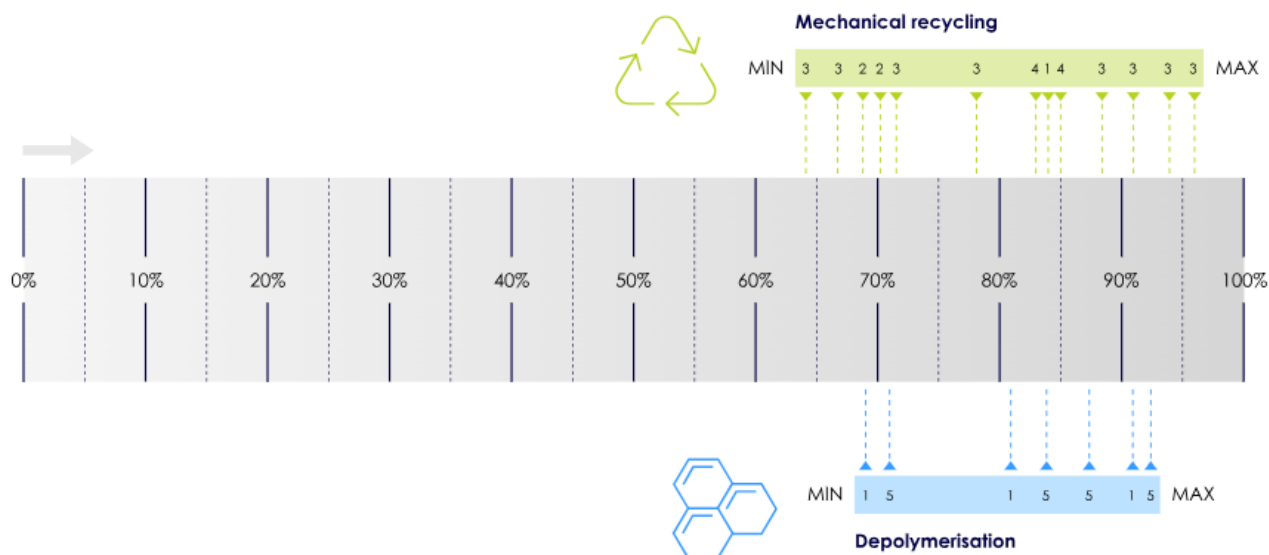 Mechanical recycling
MIN 3 3 2 2 3 3 4 1 4 3 3 3 3 MAX
0% 10% 20% 30% 40% 50% 60% 70% 80% 90% 100%
MIN 1 5 1 5 5 1 5 MAX
Depolymerisation